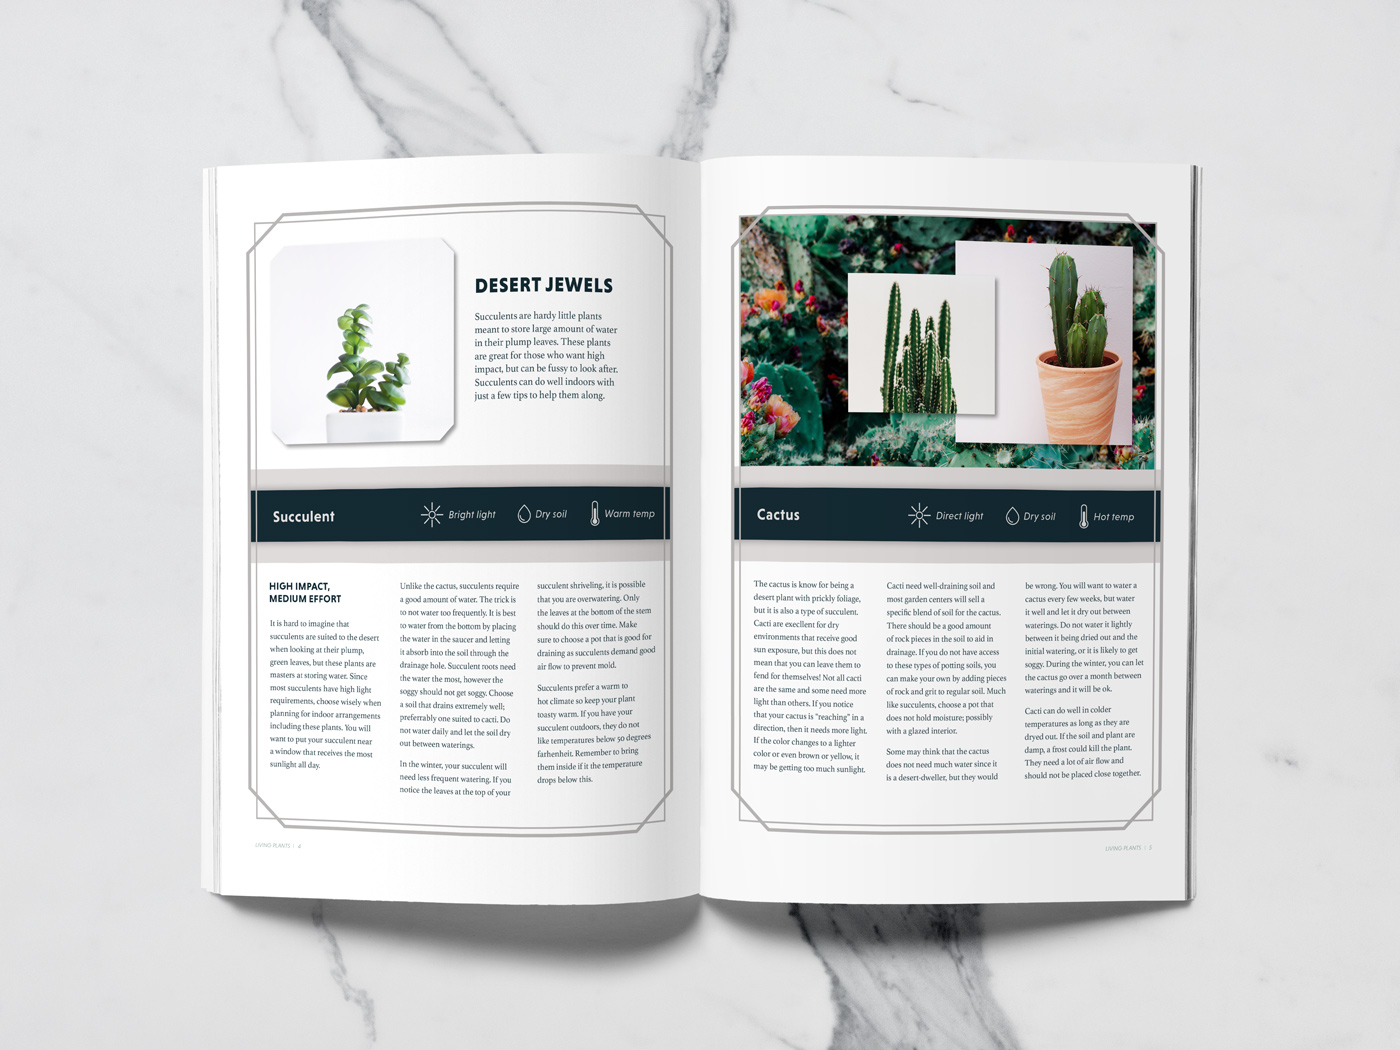 DESERT JEWELS
Succulents are hardy little plants
meant to store large amount of water
in their plump leaves. These plants
are great for those who want high
impact, but can be fussy to look after.
Succulents can do well indoors with
just a few tips to help them along.
Succulent
Bright light
Dry soil
Warm temp
HIGH IMPACT,
MEDIUM EFFORT
It is hard to imagine that
succulents are suited to the desert
when looking at their plump,
green leaves, but these plants are
masters at storing water. Since
most succulents have high light
requirements, choose wisely when
planning for indoor arrangements
including these plants. You will
want to put your succulent near
a window that receives the most
sunlight all day.
Unlike the cactus, succulents require
a good amount of water. The trick is
to not water too frequently. It is best
to water from the bottom by placing
the water in the saucer and letting
it absorb into the soil through the
drainage hole. Succulent roots need
the water the most, however the
soggy should not get soggy. Choose
a soil that drains extremely well;
preferably one suited to cacti. Do
not water daily and let the soil dry
out between waterings.
In the winter, your succulent will
need less frequent watering. If you
notice the leaves at the top of your
succulent shriveling, it is possible
that you are overwatering. Only
the leaves at the bottom of the stem
should do this over time. Make
sure to choose a pot that is good for
draining as succulents demand good
air flow to prevent mold.
Succulents prefer a warm to
hot climate so keep your plant
toasty warm. If you have your
succulent outdoors, they do not
like temperatures below 50 degrees
farhenheit. Remember to bring
them inside if it the temperature
drops below this.
LIVING PLANTS | 4
Cactus
Direct light
Dry soil
Hot temp
The cactus is know for being a
desert plant with prickly foliage,
but it is also a type of succulent.
Cacti are execllent for dry
environments that receive good
sun exposure, but this does not
mean that you can leave them to
fend for themselves! Not all cacti
are the same and some need more
light than others. If you notice
that your cactus is “reaching” in a
direction, then it needs more light.
If the color changes to a lighter
color or even brown or yellow, it
may be getting too much sunlight.
Cacti need well-draining soil and
most garden centers will sell a
specific blend of soil for the cactus.
There should be a good amount
of rock pieces in the soil to aid in
drainage. If you do not have access
to these types of potting soils, you
can make your own by adding pieces
of rock and grit to regular soil. Much
like succulents, choose a pot that
does not hold moisture; possibly
with a glazed interior.
Some may think that the cactus
does not need much water since it
is a desert-dweller, but they would
be wrong. You will want to water a
cactus every few weeks, but water
it well and let it dry out between
waterings. Do not water it lightly
between it being dried out and the
initial watering, or it is likely to get
soggy. During the winter, you can let
the cactus go over a month between
waterings and it will be ok.
Cacti can do well in colder
temperatures as long as they are
dryed out. If the soil and plant are
damp, a frost could kill the plant.
They need a lot of air flow and
should not be placed close together.
LIVING PLANTS | 5